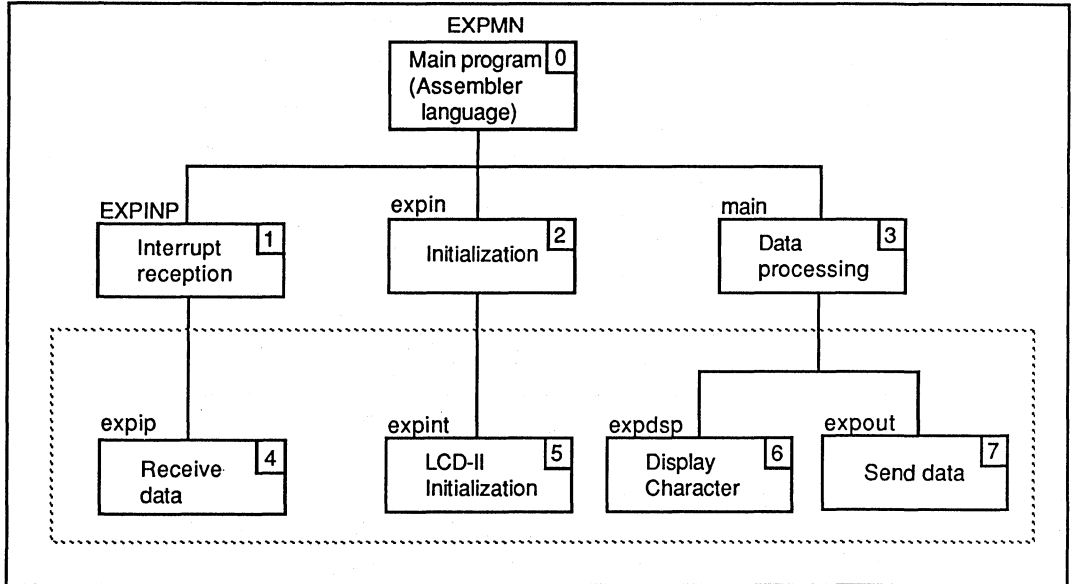 EXPMN
Main program 0
(Assembler
language)
EXPINP
Interrupt 1
reception
expin
Initialization 2
main
Data 3
processing
expip
Receive 4
data
expint
LCD-II 5
Initialization
expdsp
Display 6
Character
expout
Send data 7